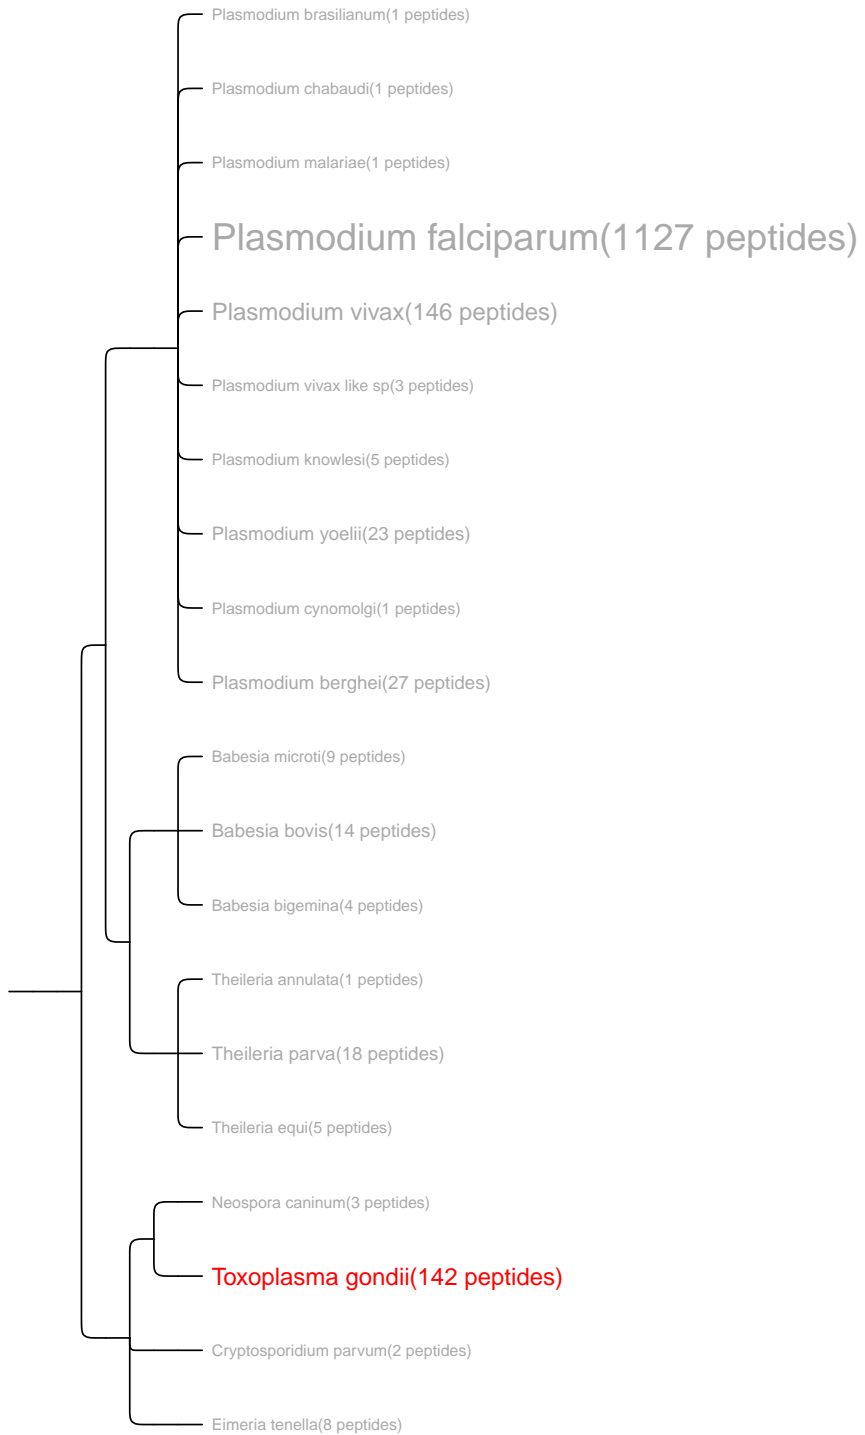 Plasmodium brasilianum(1 peptides)
Plasmodium chabaudi(1 peptides)
Plasmodium malariae(1 peptides)
Plasmodium falciparum(1127 peptides)
Plasmodium vivax(146 peptides)
Plasmodium vivax like sp(3 peptides)
Plasmodium knowlesi(5 peptides)
Plasmodium yoelii(23 peptides)
Plasmodium cynomolgi(1 peptides)
Plasmodium berghei(27 peptides)
Babesia microti(9 peptides)
Babesia bovis(14 peptides)
Babesia bigemina(4 peptides)
Theileria annulata(1 peptides)
Theileria parva(18 peptides)
Theileria equi(5 peptides)
Neospora caninum(3 peptides)
Toxoplasma gondii(142 peptides)
Cryptosporidium parvum(2 peptides)
Eimeria tenella(8 peptides)